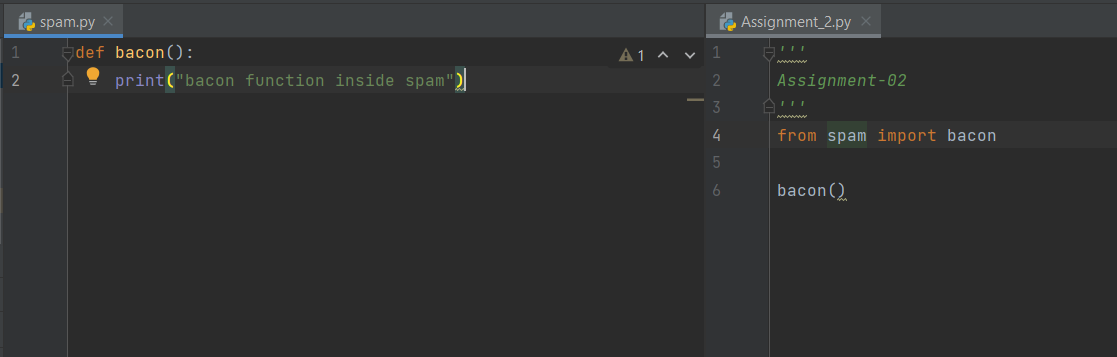 spam.py
1 def bacon():
2 print("bacon function inside spam")
1
Assignment_2.py
1 '''
2 Assignment-02
3 '''
4 from spam import bacon
5
6 bacon()